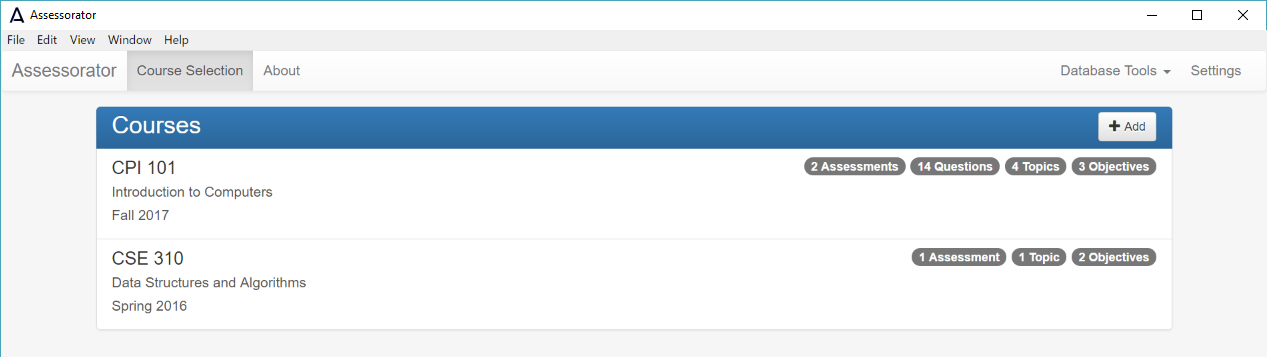 Assessorator
File Edit View Window Help
Assessorator Course Selection About Database Tools Settings
Courses Add
CPI 101 2 Assessments 14 Questions 4 Topics 3 Objectives
Introduction to Computers
Fall 2017
CSE 310 1 Assessment 1 Topic 2 Objectives
Data Structures and Algorithms
Spring 2016